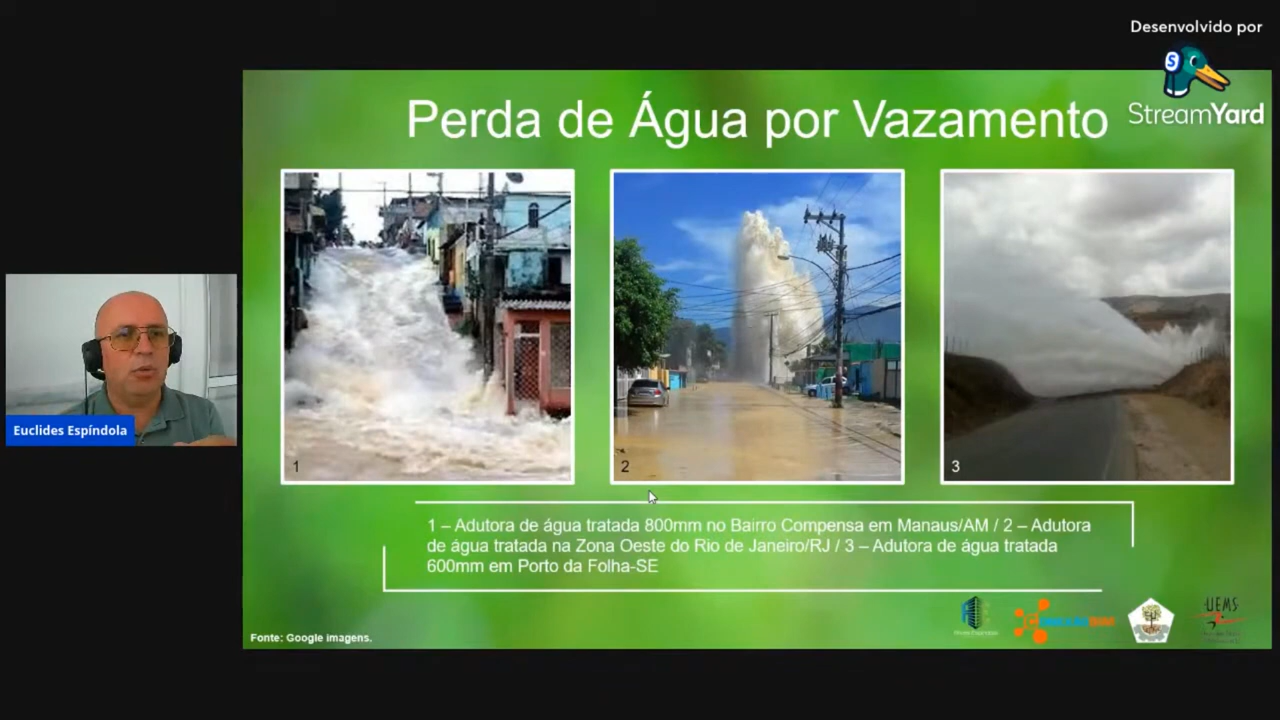 Desenvolvido por
StreamYard
Perda de Água por Vazamento
1
2
3
Euclides Espíndola
1 – Adutora de água tratada 800mm no Bairro Compensa em Manaus/AM / 2 – Adutora
de água tratada na Zona Oeste do Rio de Janeiro/RJ / 3 – Adutora de água tratada
600mm em Porto da Folha-SE
UEMS
Fonte: Google imagens.